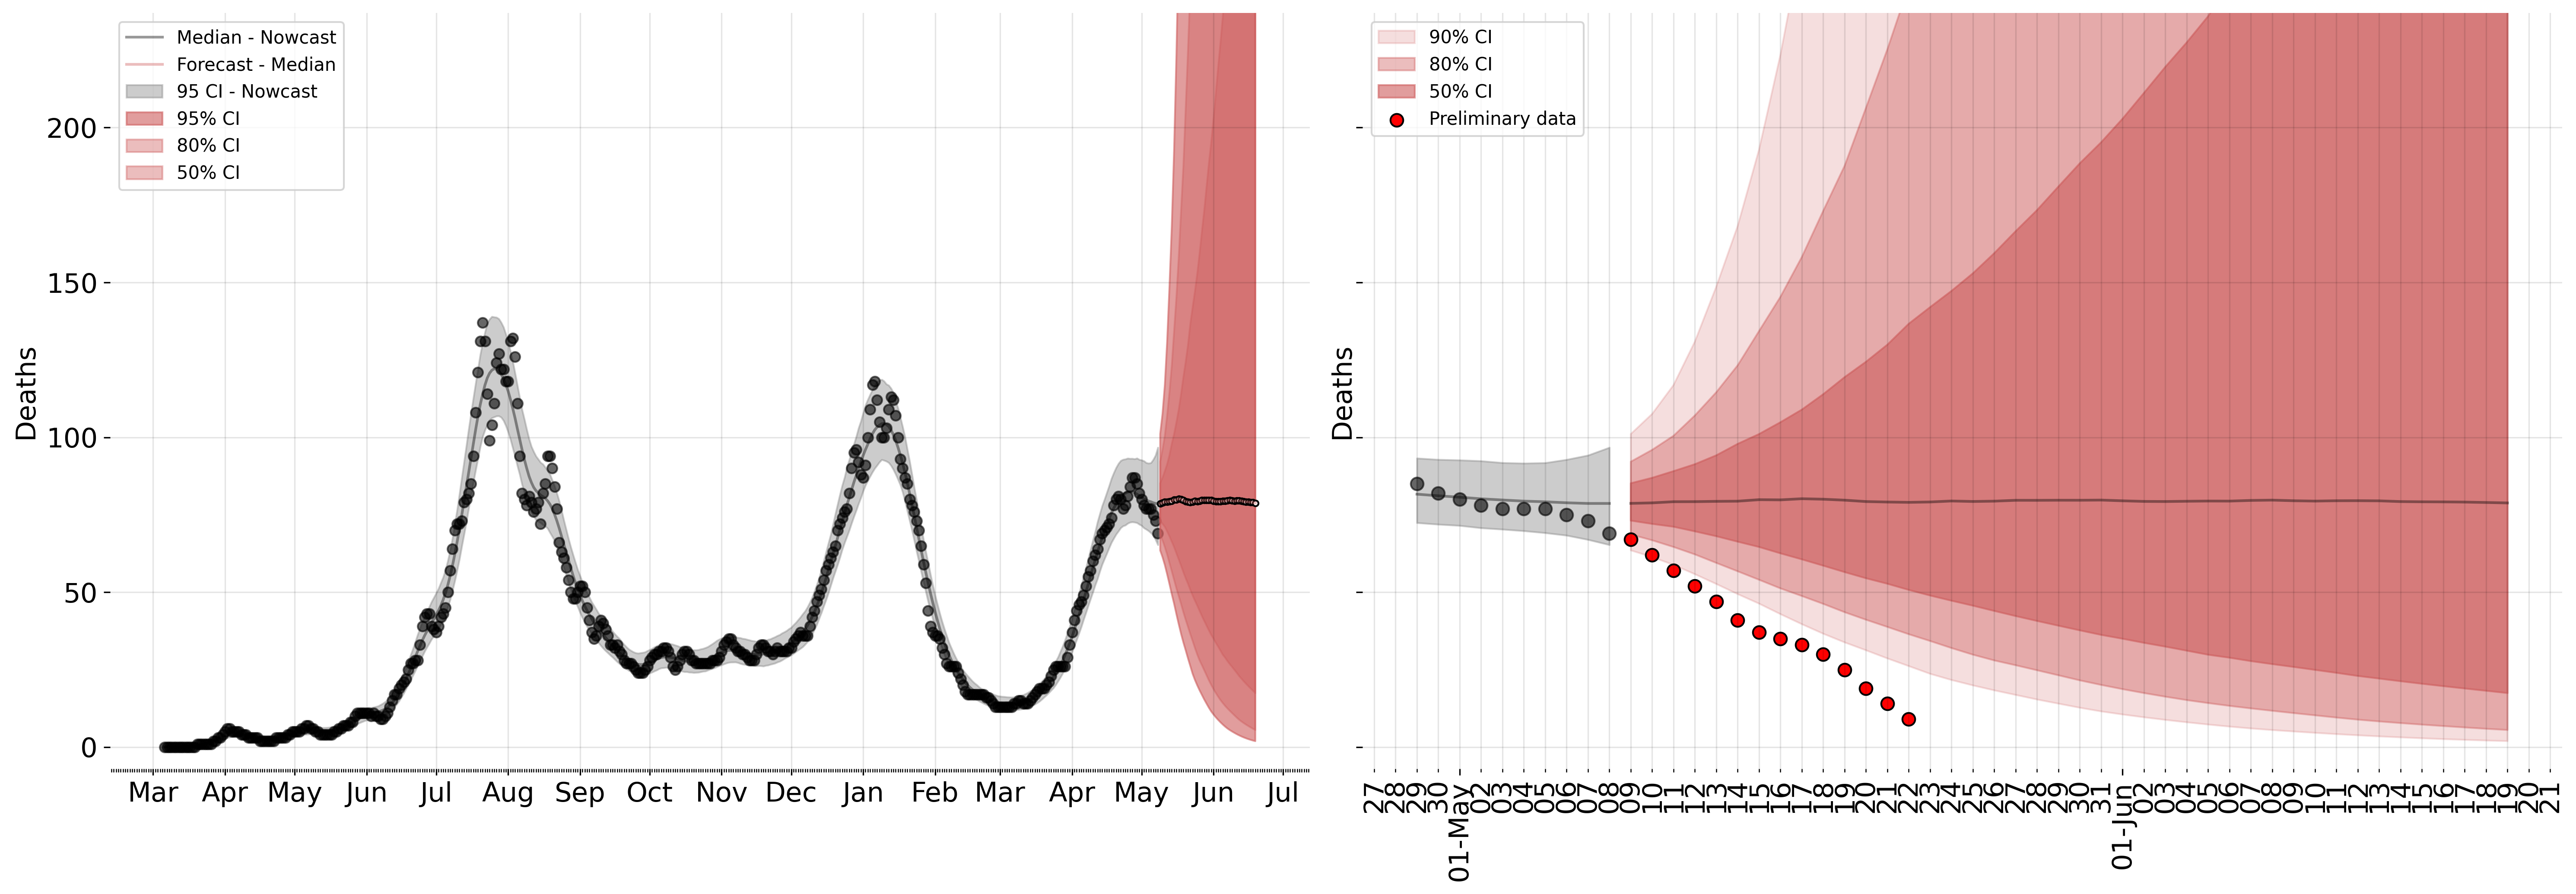 Median - Nowcast
Forecast - Median
95 CI - Nowcast
95% CI
80% CI
50% CI
Deaths
200
150
100
50
0
Mar Apr May Jun Jul Aug Sep Oct Nov Dec Jan Feb Mar Apr May Jun Jul
90% CI
80% CI
50% CI
Preliminary data
Deaths
27 28 29 30 01-May 02 03 04 05 06 07 08 09 10 11 12 13 14 15 16 17 18 19 20 21 22 23 24 25 26 27 28 29 30 31 01-Jun 02 03 04 05 06 07 08 09 10 11 12 13 14 15 16 17 18 19 20 21